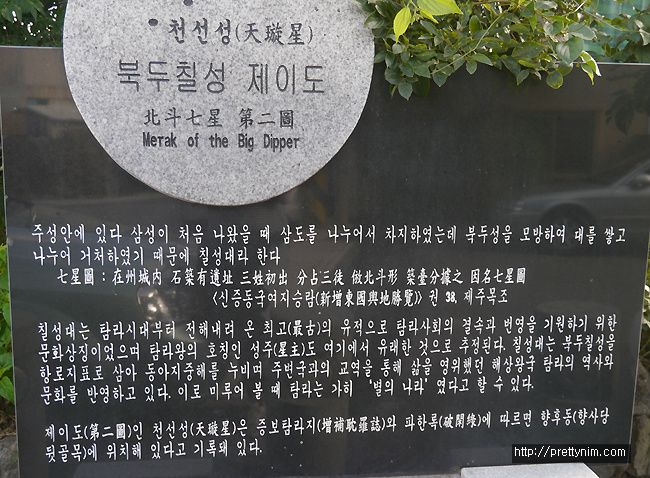 천선성(天璇星)
북두칠성 제이도
北斗七星 第二圖
Merak of the Big Dipper
주성안에 있다 삼성이 처음 나왔을 때 삼도를 나누어서 차지하였는데 북두성을 모방하여 대를 쌓고
나누어 거처하였기 때문에 칠성대라 한다
七星圖 : 在州城內 石築有遺址 三姓初出 分占三徒 倣北斗形 築臺分據之 因名七星圖
<신증동국여지승람(新增東國輿地勝覽)> 권 38, 제주목조
칠성대는 탐라시대부터 전해내려 온 최고(最古)의 유적으로 탐라사회의 결속과 번영을 기원하기 위한
문화상징이었으며 탐라왕의 호칭인 성주(星主)도 여기에서 유래한 것으로 추정된다. 칠성대는 북두칠성을
항로지표로 삼아 동아지중해를 누비며 주변국과의 교역을 통해 삶을 영위했던 해상왕국 탐라의 역사와
문화를 반영하고 있다. 이로 미루어 볼 때 탐라는 가히 '별의 나라' 였다고 할 수 있다.
제이도(第二圖)인 천선성(天璇星)은 증보탐라지(增補耽羅誌)와 파한록(破閑錄)에 따르면 향후동(향사당
뒷골목)에 위치해 있다고 기록돼 있다.
http://prettynim.com